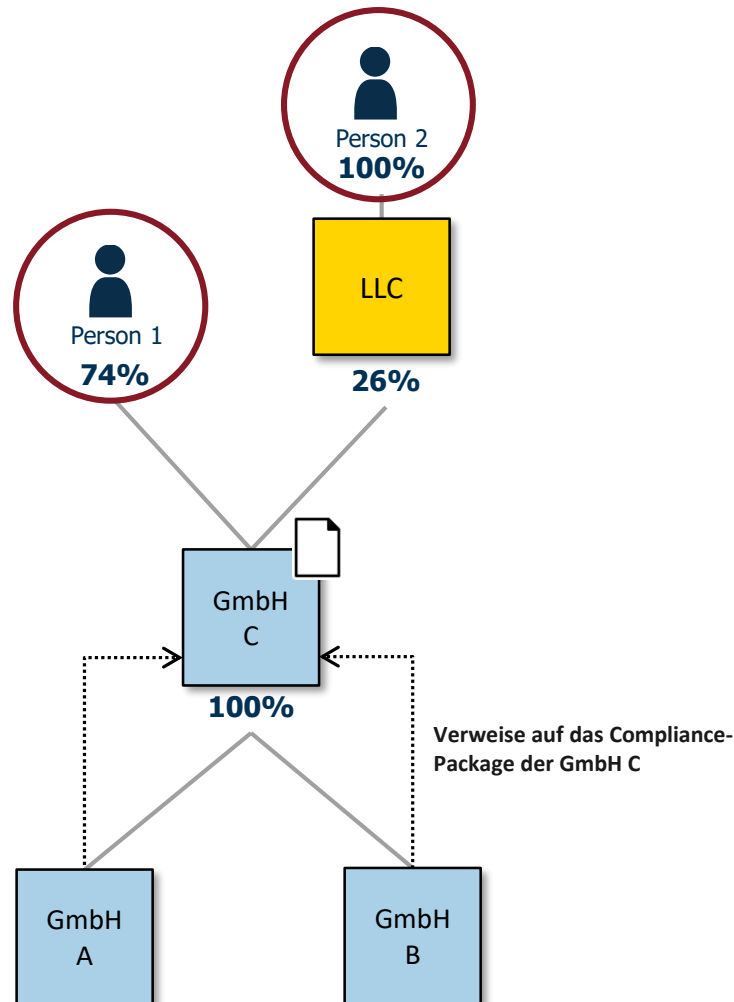 Person 2
100%
LLC
Person 1
74%
26%
GmbH
C
100%
Verweise auf das Compliance-
Package der GmbH C
GmbH
A
GmbH
B